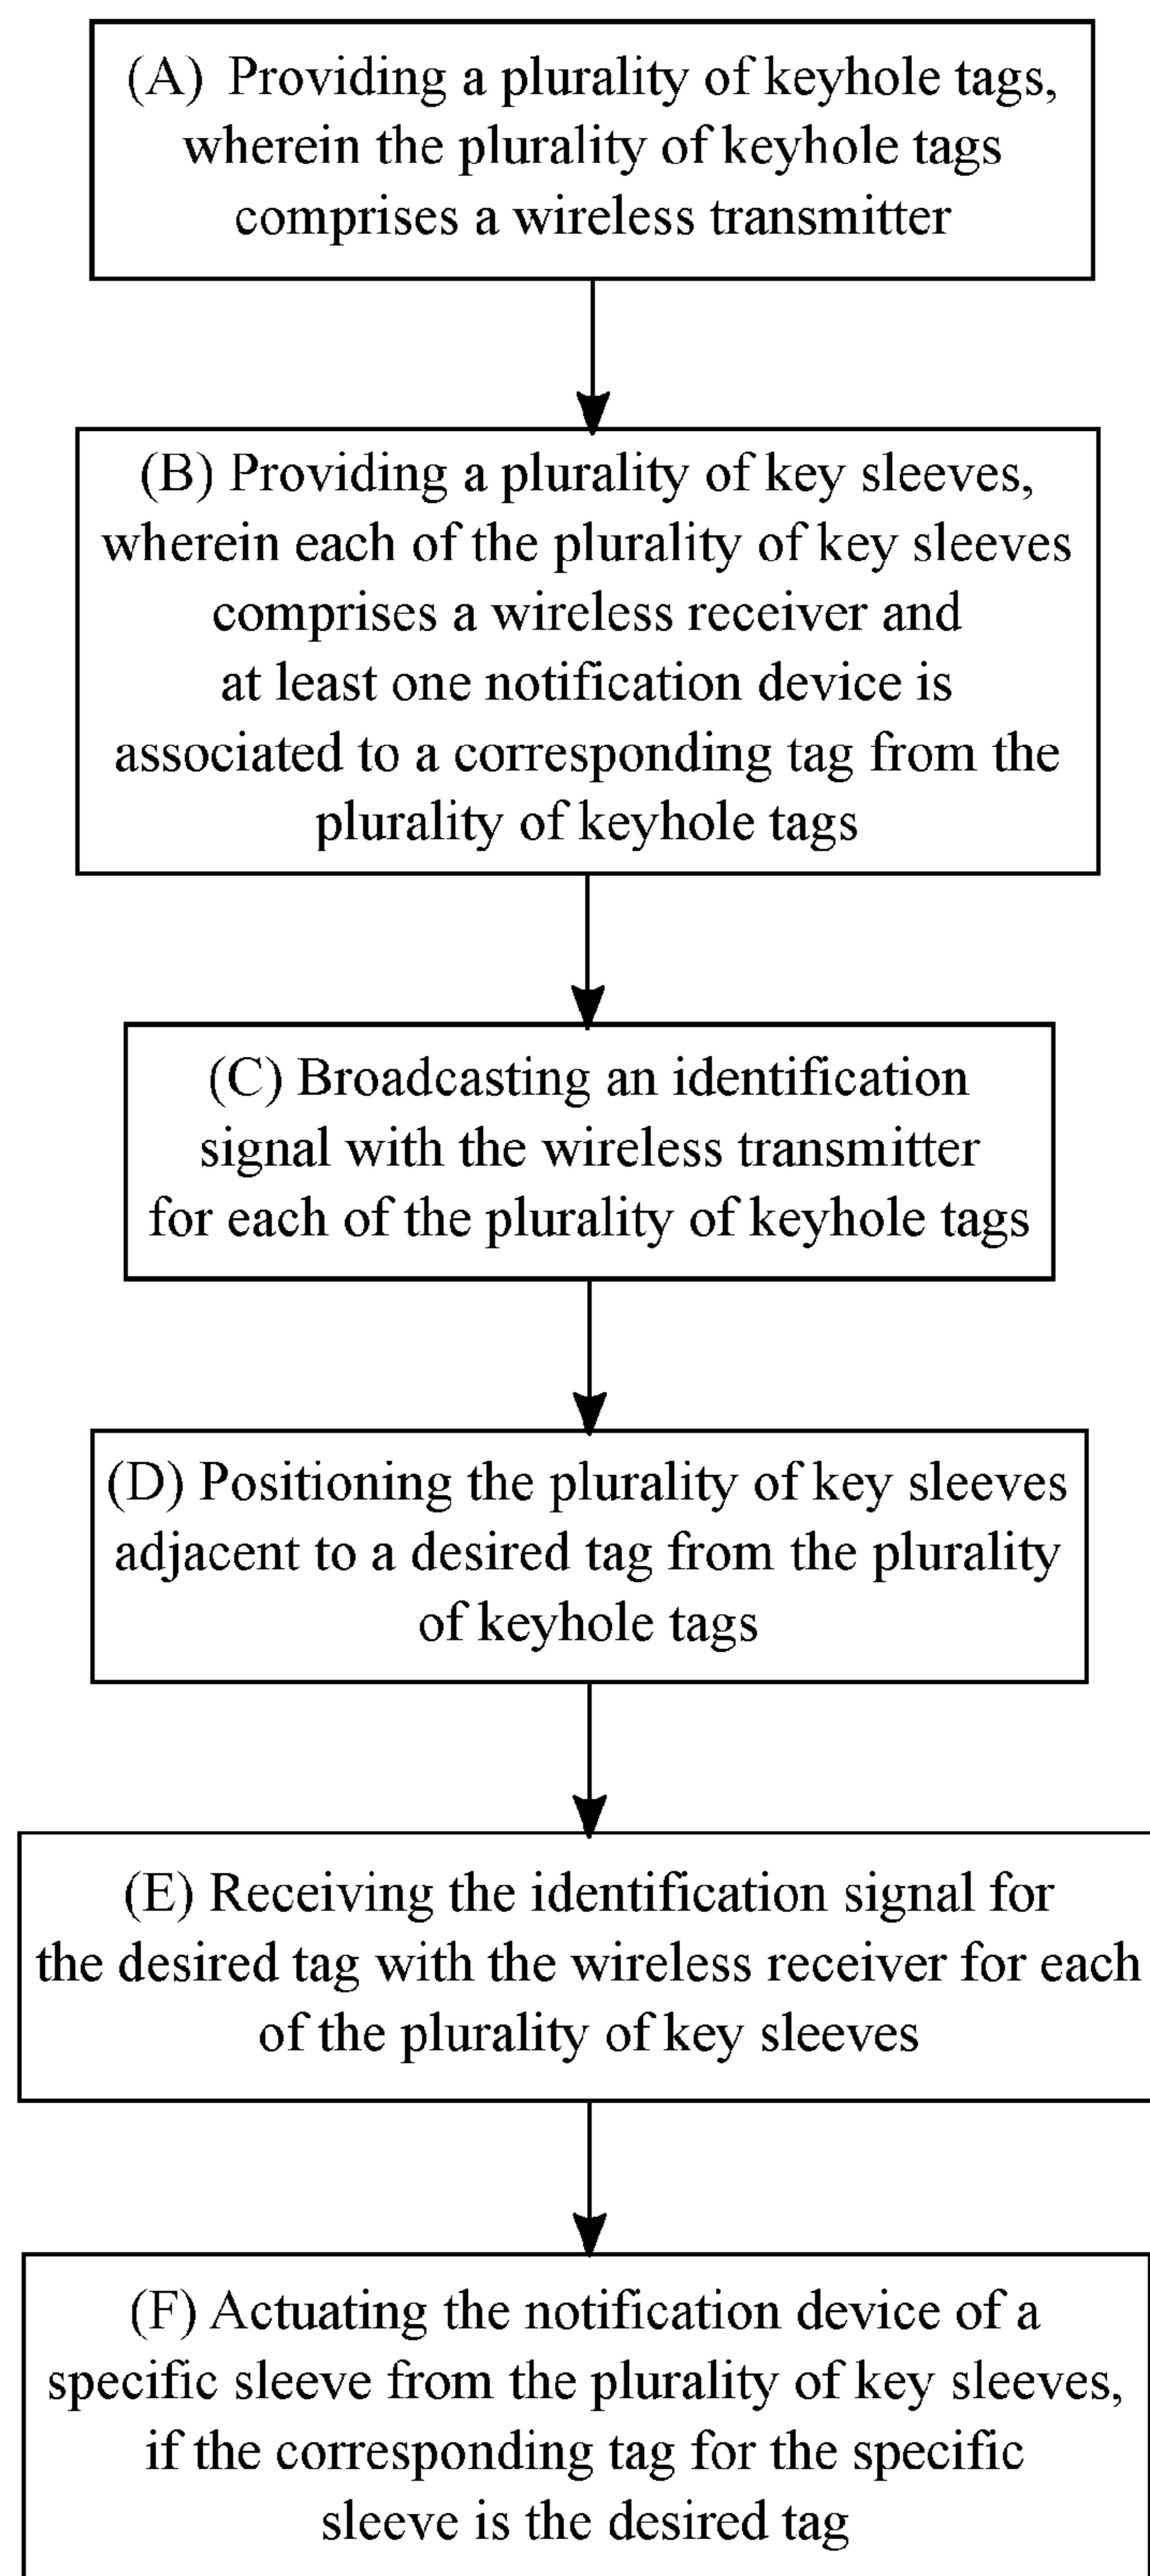 (A) Providing a plurality of keyhole tags,
wherein the plurality of keyhole tags
comprises a wireless transmitter
(B) Providing a plurality of key sleeves,
wherein each of the plurality of key sleeves
comprises a wireless receiver and
at least one notification device is
associated to a corresponding tag from the
plurality of keyhole tags
(C) Broadcasting an identification
signal with the wireless transmitter
for each of the plurality of keyhole tags
(D) Positioning the plurality of key sleeves
adjacent to a desired tag from the plurality
of keyhole tags
(E) Receiving the identification signal for
the desired tag with the wireless receiver for each
of the plurality of key sleeves
(F) Actuating the notification device of a
specific sleeve from the plurality of key sleeves,
if the corresponding tag for the specific
sleeve is the desired tag